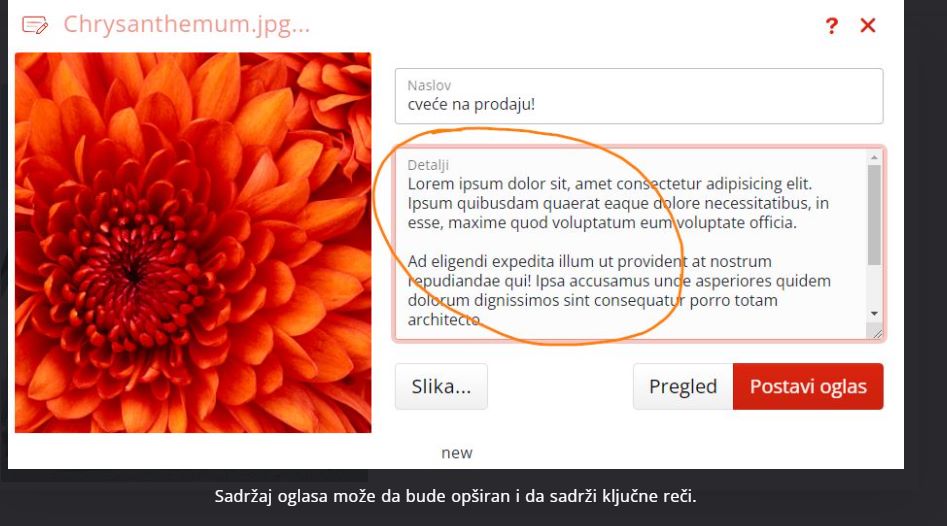 Chrysanthemum.jpg...
?
Naslov
cveće na prodaju!
Detalji
Lorem ipsum dolor sit, amet consectetur adipisicing elit.
Ipsum quibusdam quaerat eaque dolore necessitatibus, in
esse, maxime quod voluptatum eum voluptate officia.
Ad eligendi expedita illum ut provident at nostrum
repudiandae qui! Ipsa accusamus unde asperiores quidem
dolorum dignissimos sint consequatur porro totam
architecto
Slika...
Pregled
Postavi oglas
new
Sadržaj oglasa može da bude opširan i da sadrži ključne reči.